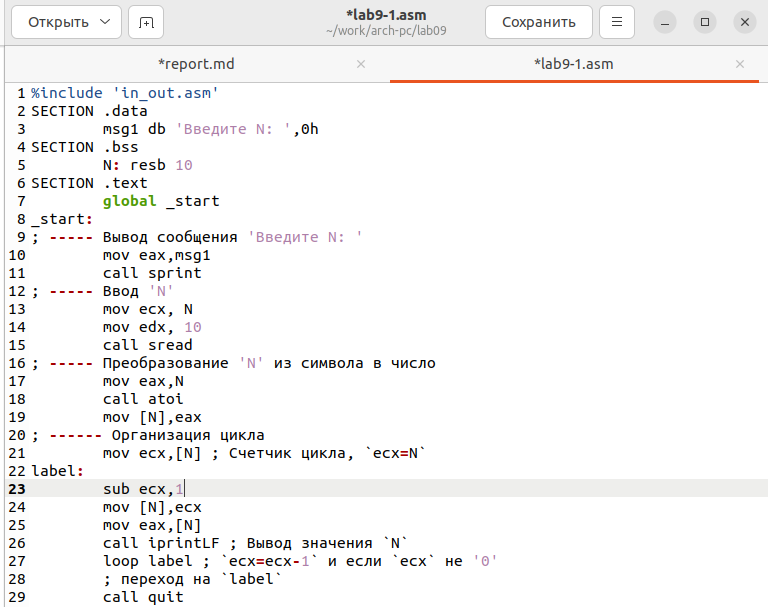 Открыть
*lab9-1.asm
~/work/arch-pc/lab09
Сохранить
*report.md
*lab9-1.asm
1 %include 'in_out.asm'
2 SECTION .data
3 msg1 db 'Введите N: ',0h
4 SECTION .bss
5 N: resb 10
6 SECTION .text
7 global _start
8 _start:
9 ; ----- Вывод сообщения 'Введите N: '
10 mov eax,msg1
11 call sprint
12 ; ----- Ввод 'N'
13 mov ecx, N
14 mov edx, 10
15 call sread
16 ; ----- Преобразование 'N' из символа в число
17 mov eax,N
18 call atoi
19 mov [N],eax
20 ; ------ Организация цикла
21 mov ecx,[N] ; Счетчик цикла, `ecx=N`
22 label:
23 sub ecx,1
24 mov [N],ecx
25 mov eax,[N]
26 call iprintLF ; Вывод значения `N`
27 loop label ; `ecx=ecx-1` и если `ecx` не '0'
28 ; переход на `label`
29 call quit